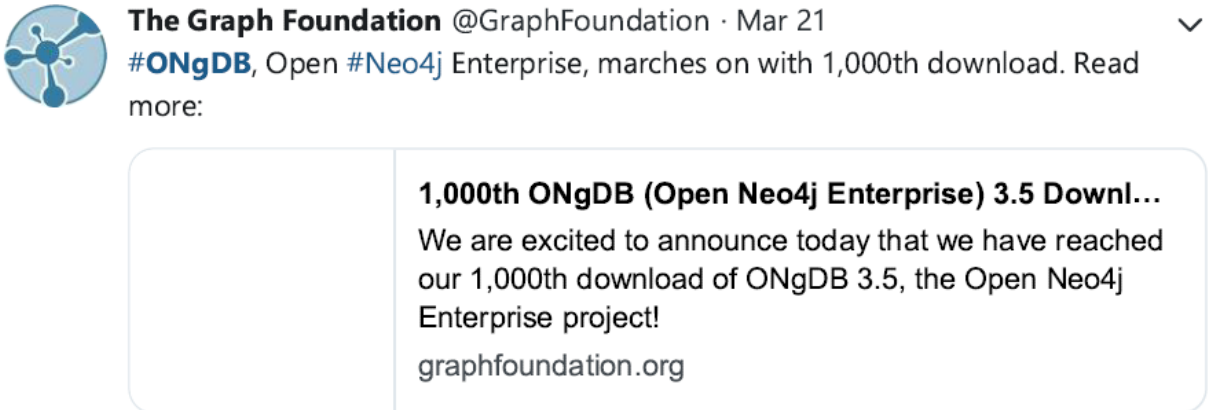 The Graph Foundation @GraphFoundation · Mar 21
#ONgDB, Open #Neo4j Enterprise, marches on with 1,000th download. Read
more:
1,000th ONgDB (Open Neo4j Enterprise) 3.5 Downl...
We are excited to announce today that we have reached
our 1,000th download of ONgDB 3.5, the Open Neo4j
Enterprise project!
graphfoundation.org